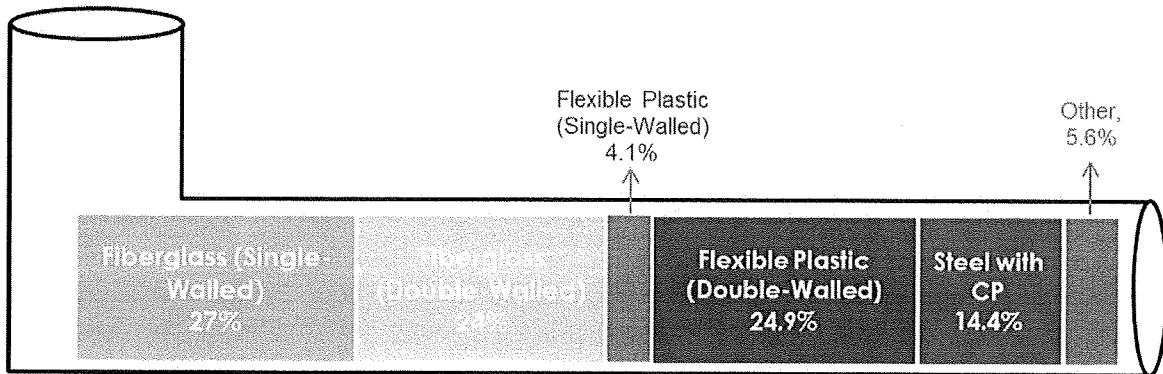 Flexible Plastic
(Single-Walled)
4.1%
Other,
5.6%
Fiberglass (Single-
Walled)
27%
Fiberglass
(Double-Walled)
24%
Flexible Plastic
(Double-Walled)
24.9%
Steel with
CP
14.4%